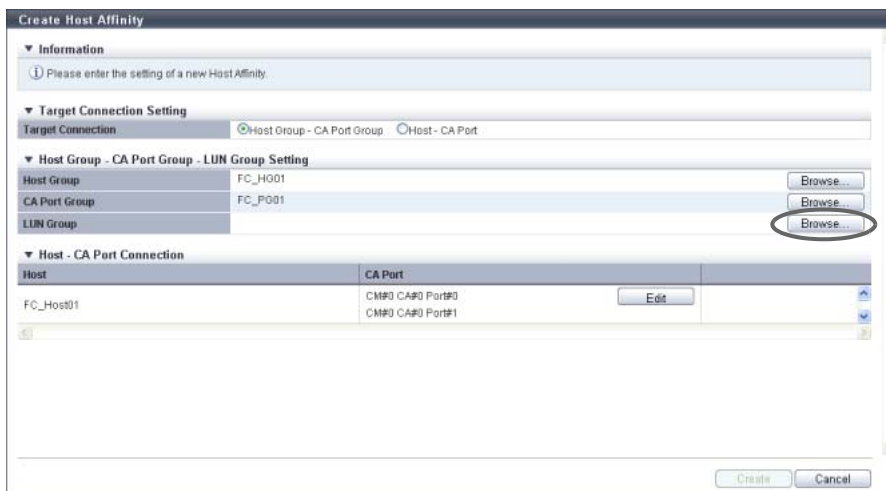 Create Host Affinity
Information
Please enter the setting of a new Host Affinity.
Target Connection Setting
Target Connection Host Group - CA Port Group Host - CA Port
Host Group - CA Port Group - LUN Group Setting
Host Group FC_HG01 Browse...
CA Port Group FC_PG01 Browse...
LUN Group Browse...
Host - CA Port Connection
Host CA Port
FC_Host01 CM#0 CA#0 Port#0 Edit
CM#0 CA#0 Port#1
Create Cancel